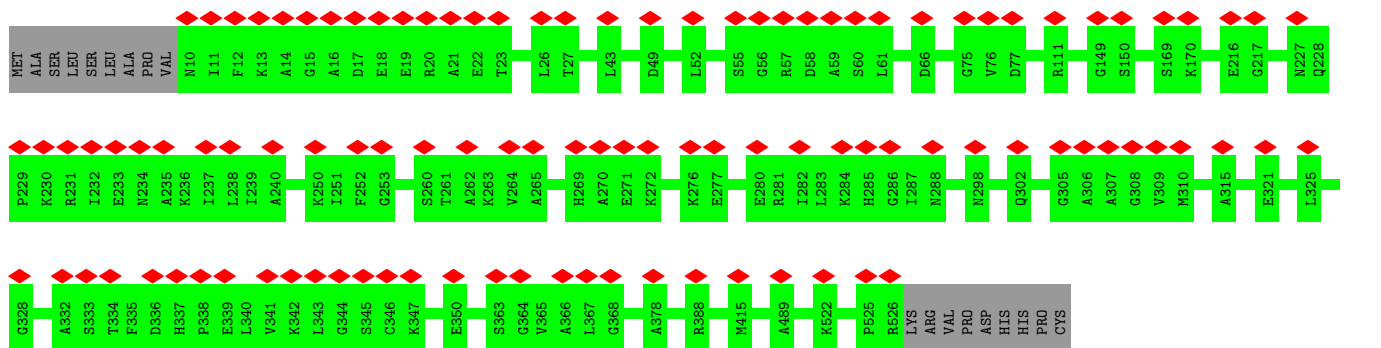 MET ALA SER LEU SER LEU ALA PRO VAL N10 I11 F12 K13 A14 G15 A16 D17 E18 E19 R20 A21 E22 T23 L26 T27 L43 D49 L52 S55 G56 R57 D58 A59 S60 L61 D66 G75 V76 D77 R111 G149 S150 S169 K170 E216 G217 N227 Q228
P229 K230 R231 I232 E233 N234 A235 K236 I237 L238 I239 A240 K250 I251 F252 G253 S260 T261 A262 K263 V264 A265 H269 A270 E271 K272 K276 E277 E280 R281 I282 L283 K284 H285 G286 I287 N288 N298 Q302 G305 A306 A307 G308 V309 M310 A315 E321 L325
G328 A332 S333 T334 F335 D336 H337 P338 E339 L340 V341 K342 L343 G344 S345 C346 K347 E350 S363 G364 V365 A366 L367 G368 A378 R388 M415 A489 K522 P525 R526 LYS ARG VAL PRO ASP HIS HIS PRO CYS